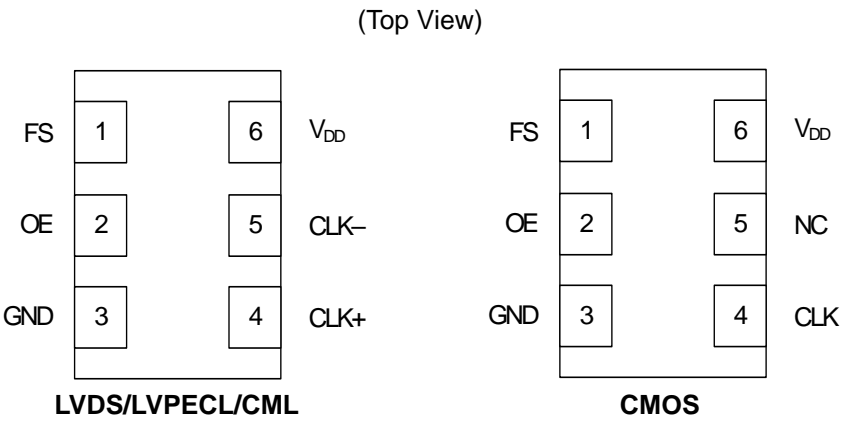 (Top View)
FS 1 6 VDD
OE 2 5 CLK–
GND 3 4 CLK+
LVDS/LVPECL/CML
FS 1 6 VDD
OE 2 5 NC
GND 3 4 CLK
CMOS